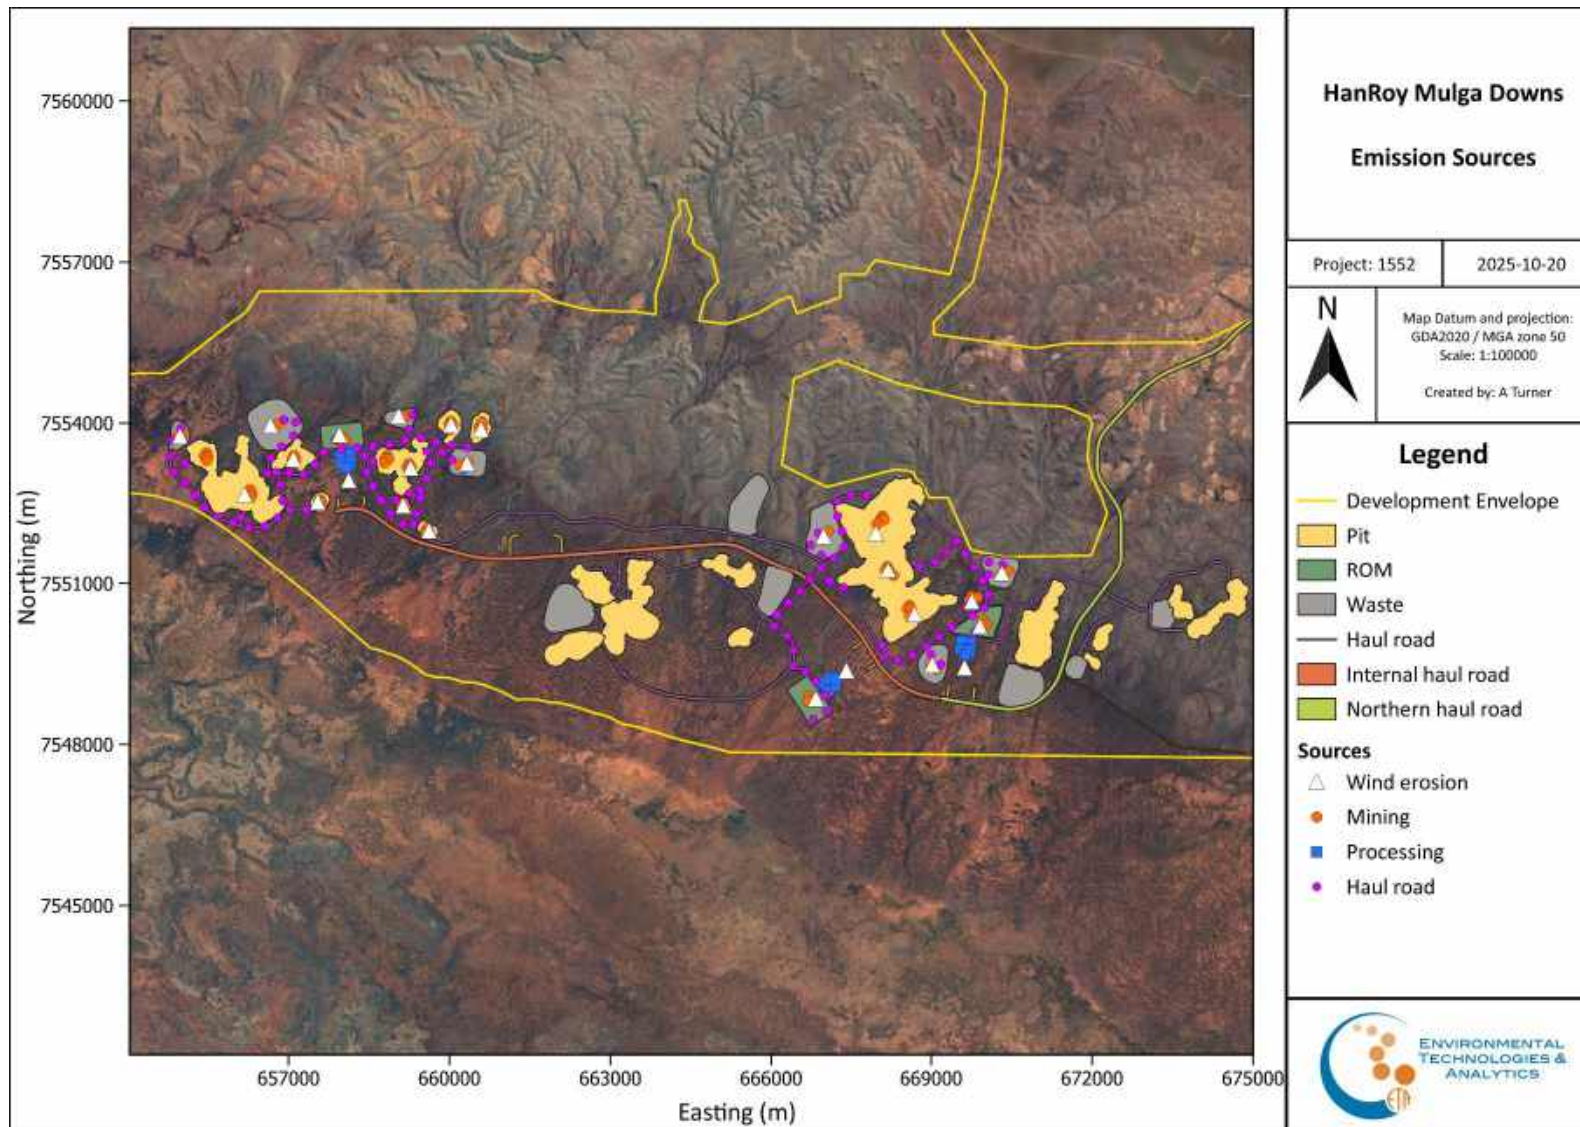 HanRoy Mulga Downs
Emission Sources
Project: 1552
2025-10-20
N
Map Datum and projection:
GDA2020 / MGA zone 50
Scale: 1:100000
Created by: A Turner
Legend
Development Envelope
Pit
ROM
Waste
Haul road
Internal haul road
Northern haul road
Sources
Wind erosion
Mining
Processing
Haul road
ENVIRONMENTAL
TECHNOLOGIES &
ANALYTICS
ETA
Northing (m)
7560000
7557000
7554000
7551000
7548000
7545000
657000
660000
663000
666000
669000
672000
675000
Easting (m)